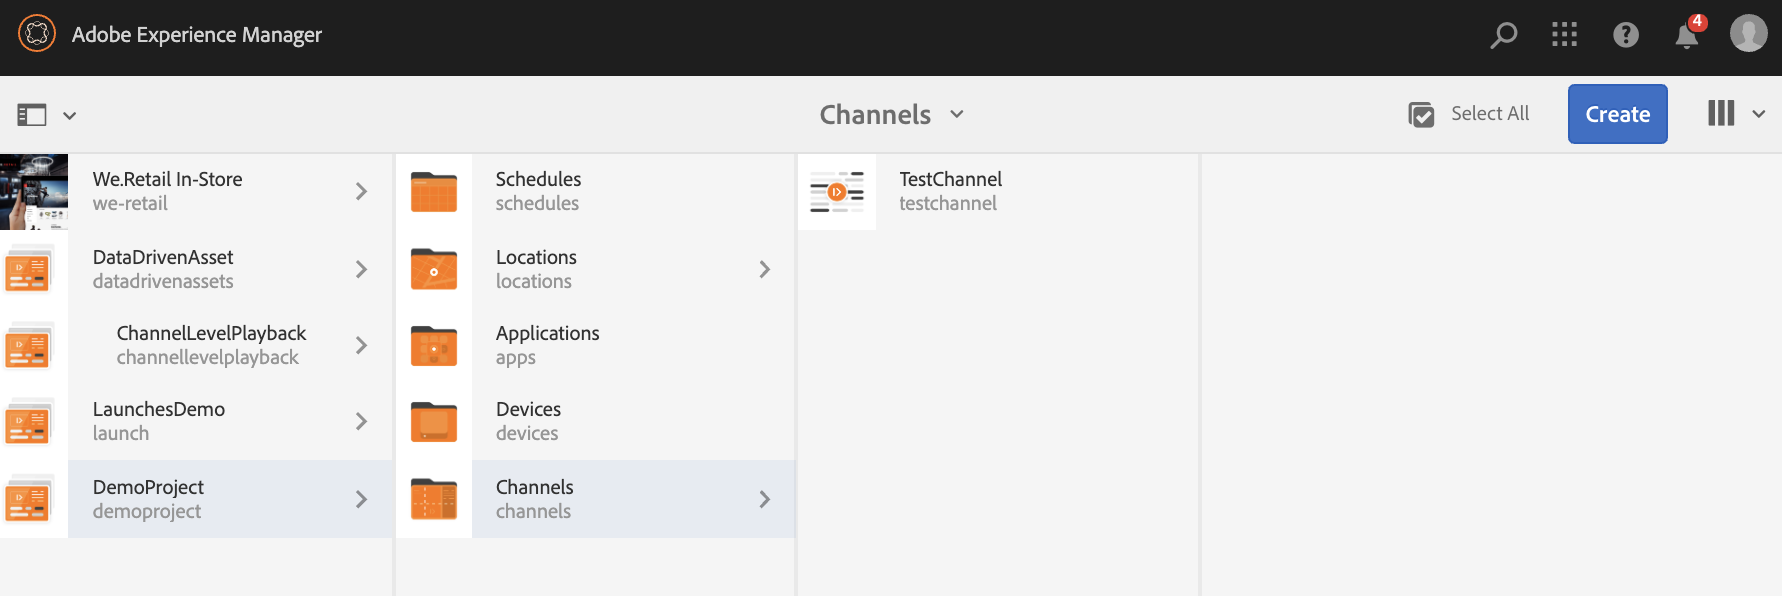 Adobe Experience Manager
4
Channels
Select All
Create
We.Retail In-Store
we-retail
DataDrivenAsset
datadrivenassets
ChannelLevelPlayback
channellevelplayback
LaunchesDemo
launch
DemoProject
demoproject
Schedules
schedules
Locations
locations
Applications
apps
Devices
devices
Channels
channels
TestChannel
testchannel